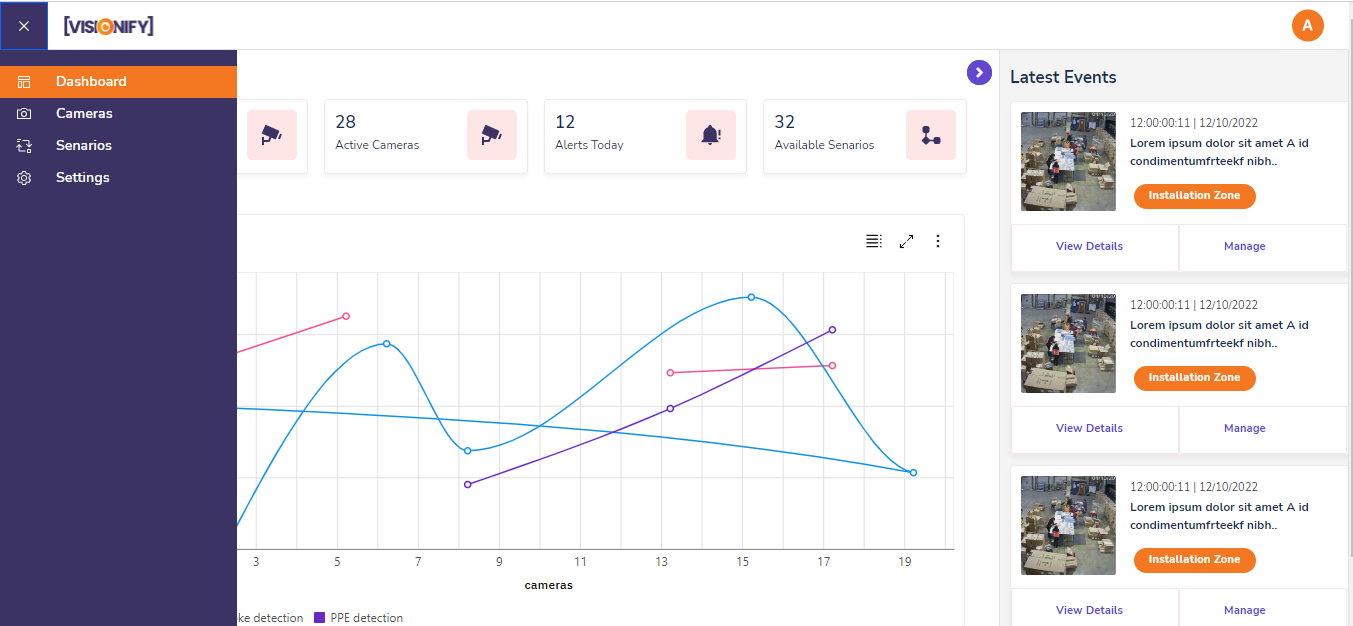 [VISIONIFY]
A
Dashboard
Cameras
Senarios
Settings
28
Active Cameras
12
Alerts Today
32
Available Senarios
3 5 7 9 11 13 15 17 19
cameras
ke detection PPE detection
Latest Events
12:00:00:11 | 12/10/2022
Lorem ipsum dolor sit amet A id
condimentumfrteekf nibh..
Installation Zone
View Details Manage
12:00:00:11 | 12/10/2022
Lorem ipsum dolor sit amet A id
condimentumfrteekf nibh..
Installation Zone
View Details Manage
12:00:00:11 | 12/10/2022
Lorem ipsum dolor sit amet A id
condimentumfrteekf nibh..
Installation Zone
View Details Manage